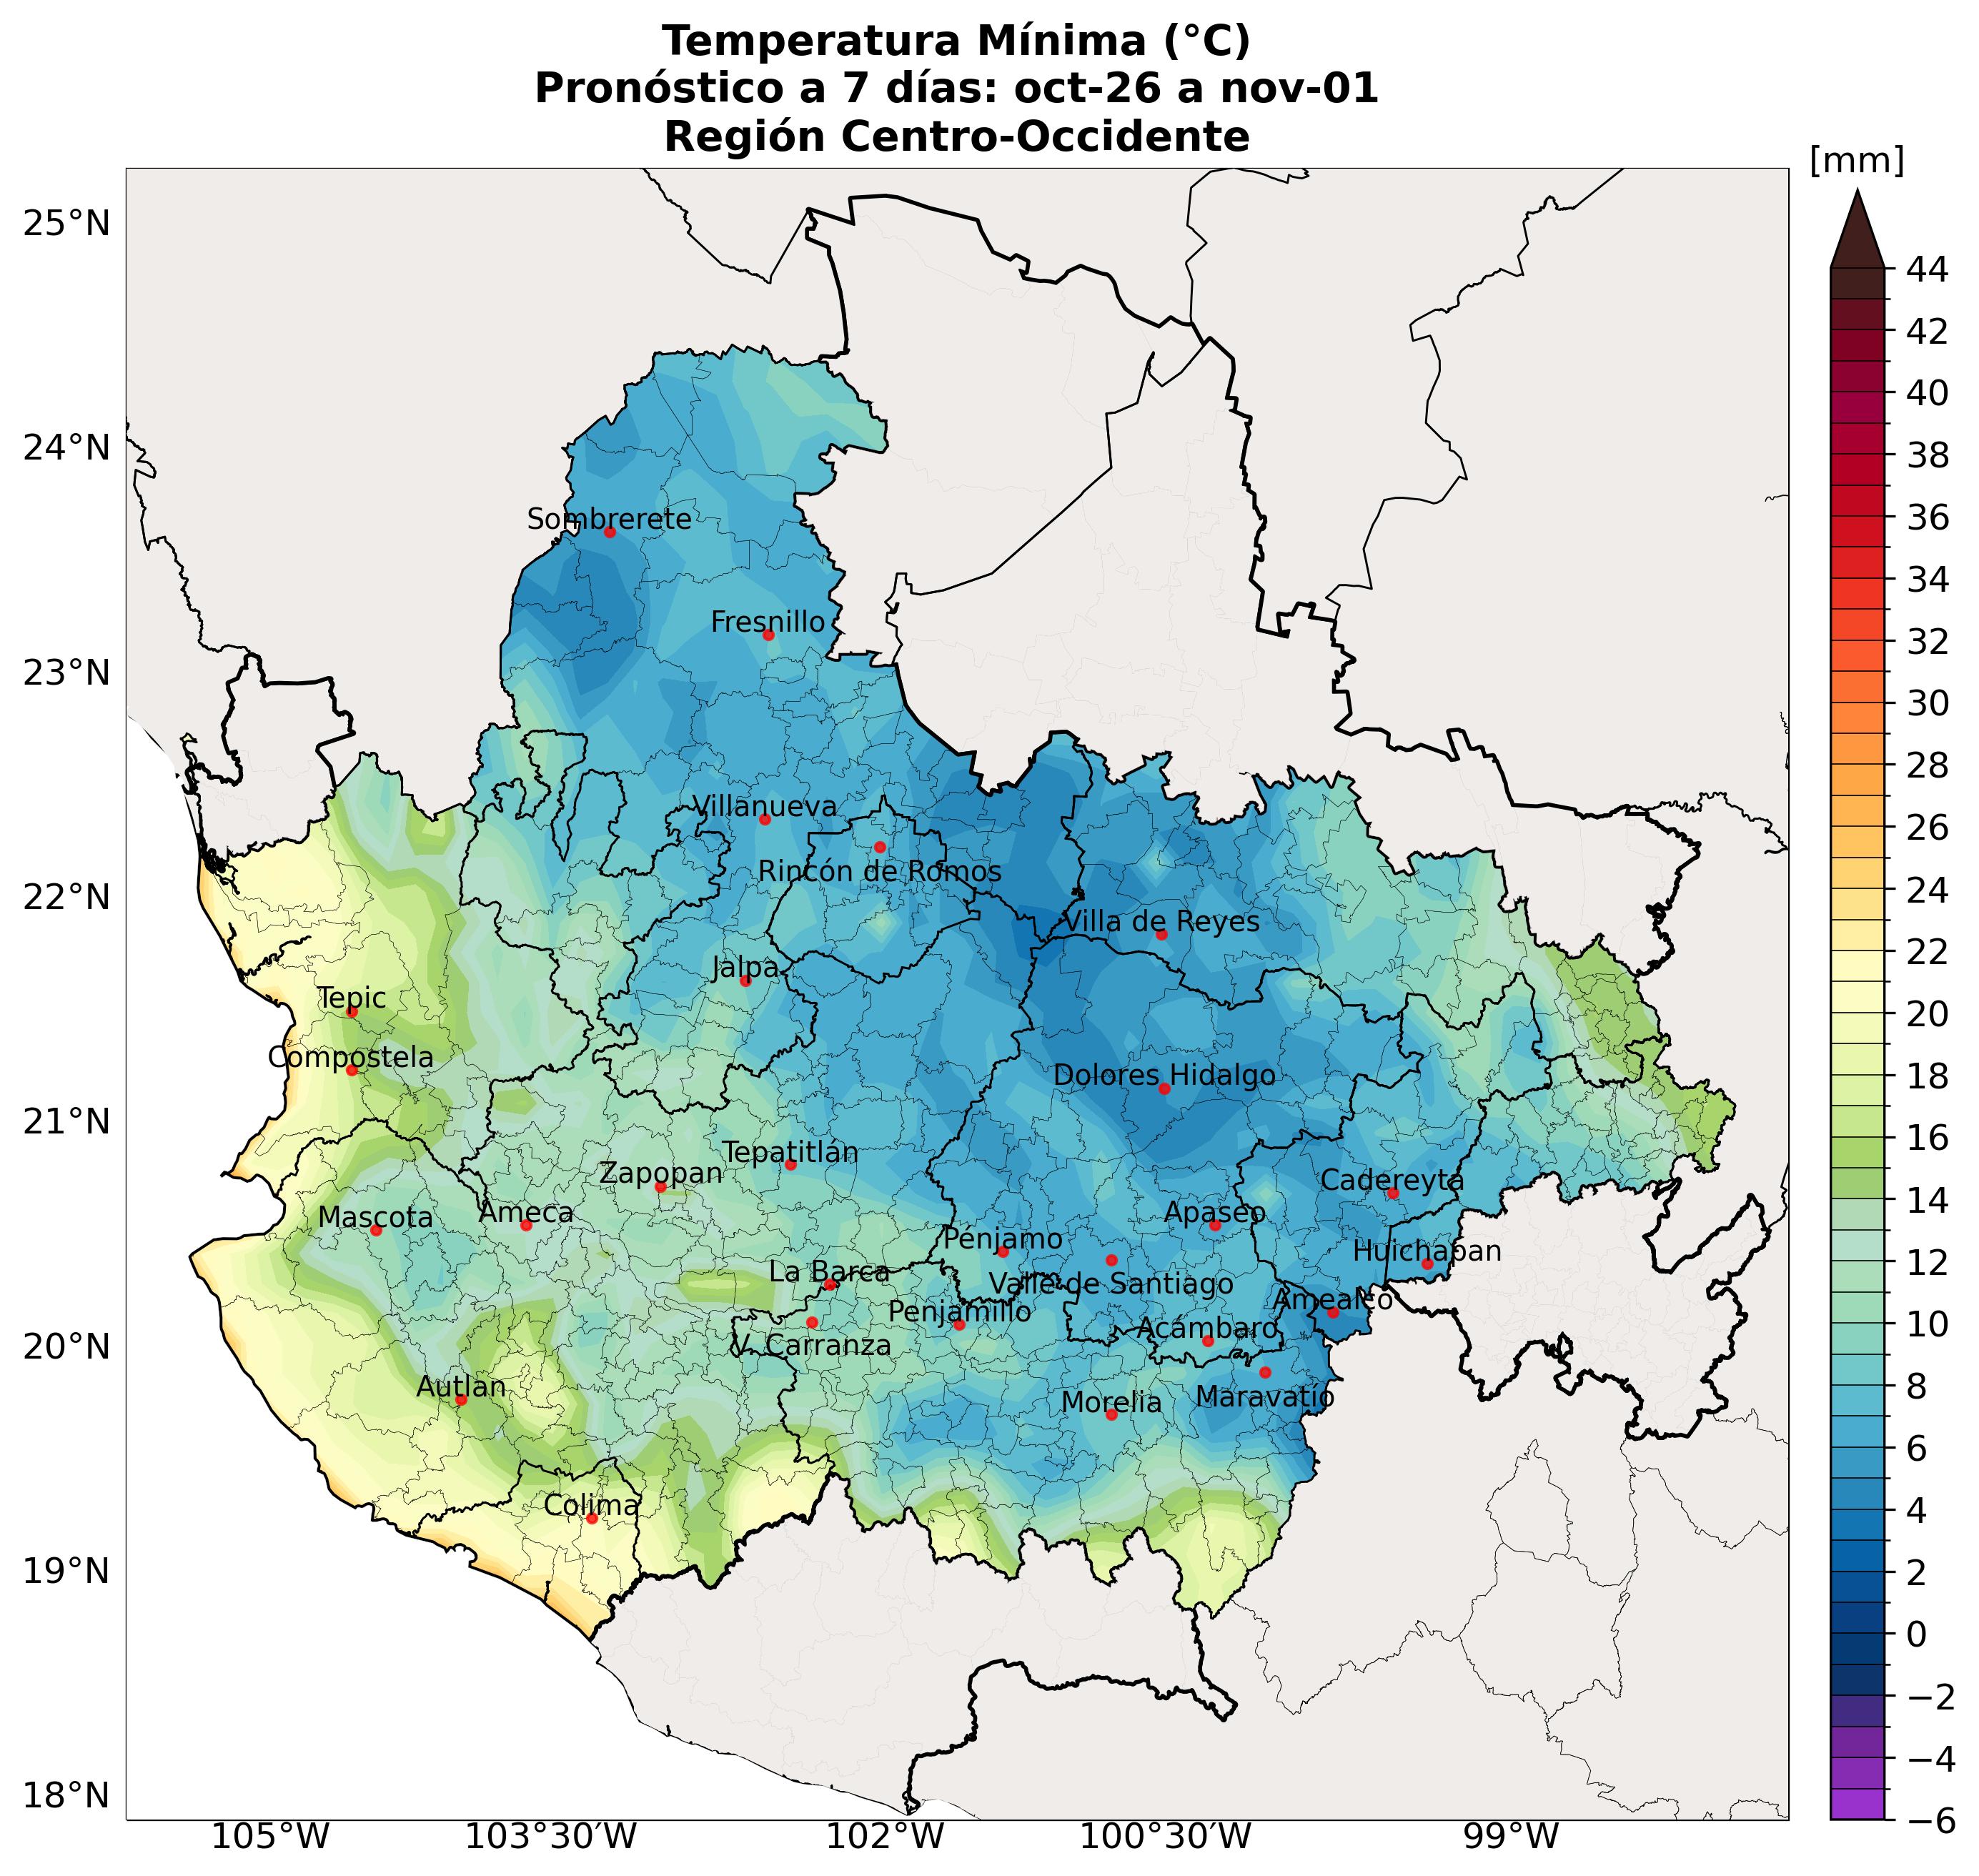 Temperatura Mínima (°C)
Pronóstico a 7 días: oct-26 a nov-01
Región Centro-Occidente
[mm]
25°N
24°N
23°N
22°N
21°N
20°N
19°N
18°N
105°W
103°30'W
102°W
100°30'W
99°W
44
42
40
38
36
34
32
30
28
26
24
22
20
18
16
14
12
10
8
6
4
2
0
−2
−4
−6
Sombrerete
Fresnillo
Villanueva
Rincón de Romos
Villa de Reyes
Jalpa
Tepic
Compostela
Dolores Hidalgo
Tepatitlán
Zapopan
Cadereyta
Mascota
Ameca
Apaseo
Pénjamo
Huichapan
La Barca
Valle de Santiago
Amealco
Penjamillo
Acámbaro
V. Carranza
Autlan
Maravatío
Morelia
Colima